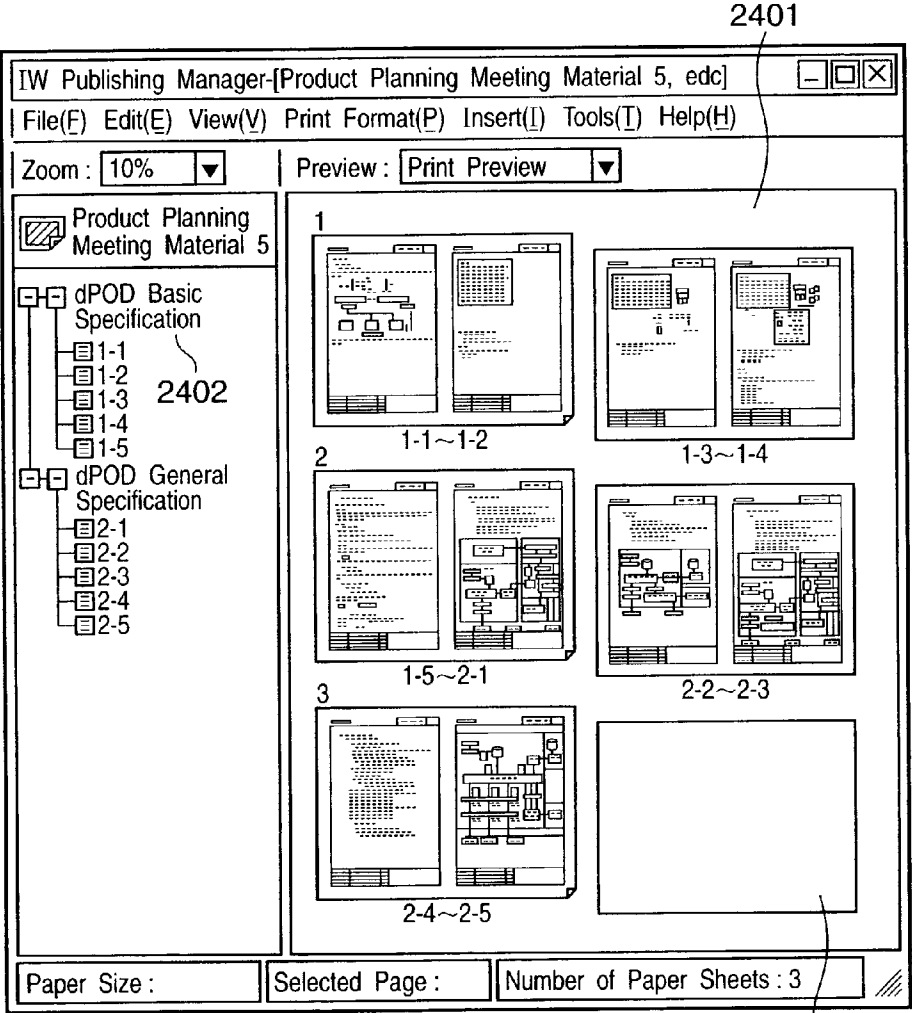 2401
IW Publishing Manager-[Product Planning Meeting Material 5, edc]
File(F) Edit(E) View(V) Print Format(P) Insert(I) Tools(T) Help(H)
Zoom : 10%
Preview : Print Preview
Product Planning
Meeting Material 5
dPOD Basic
Specification
1-1
1-2
1-3
1-4
1-5
2402
dPOD General
Specification
2-1
2-2
2-3
2-4
2-5
1
1-1~1-2
1-3~1-4
2
1-5~2-1
2-2~2-3
3
2-4~2-5
Paper Size :
Selected Page :
Number of Paper Sheets : 3